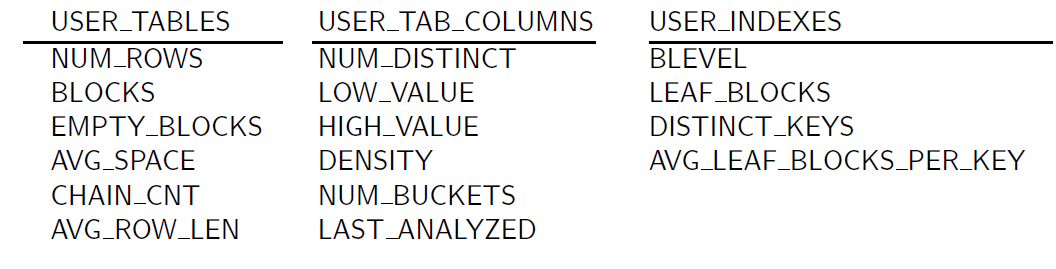 USER_TABLES USER_TAB_COLUMNS USER_INDEXES
NUM_ROWS NUM_DISTINCT BLEVEL
BLOCKS LOW_VALUE LEAF_BLOCKS
EMPTY_BLOCKS HIGH_VALUE DISTINCT_KEYS
AVG_SPACE DENSITY AVG_LEAF_BLOCKS_PER_KEY
CHAIN_CNT NUM_BUCKETS
AVG_ROW_LEN LAST_ANALYZED